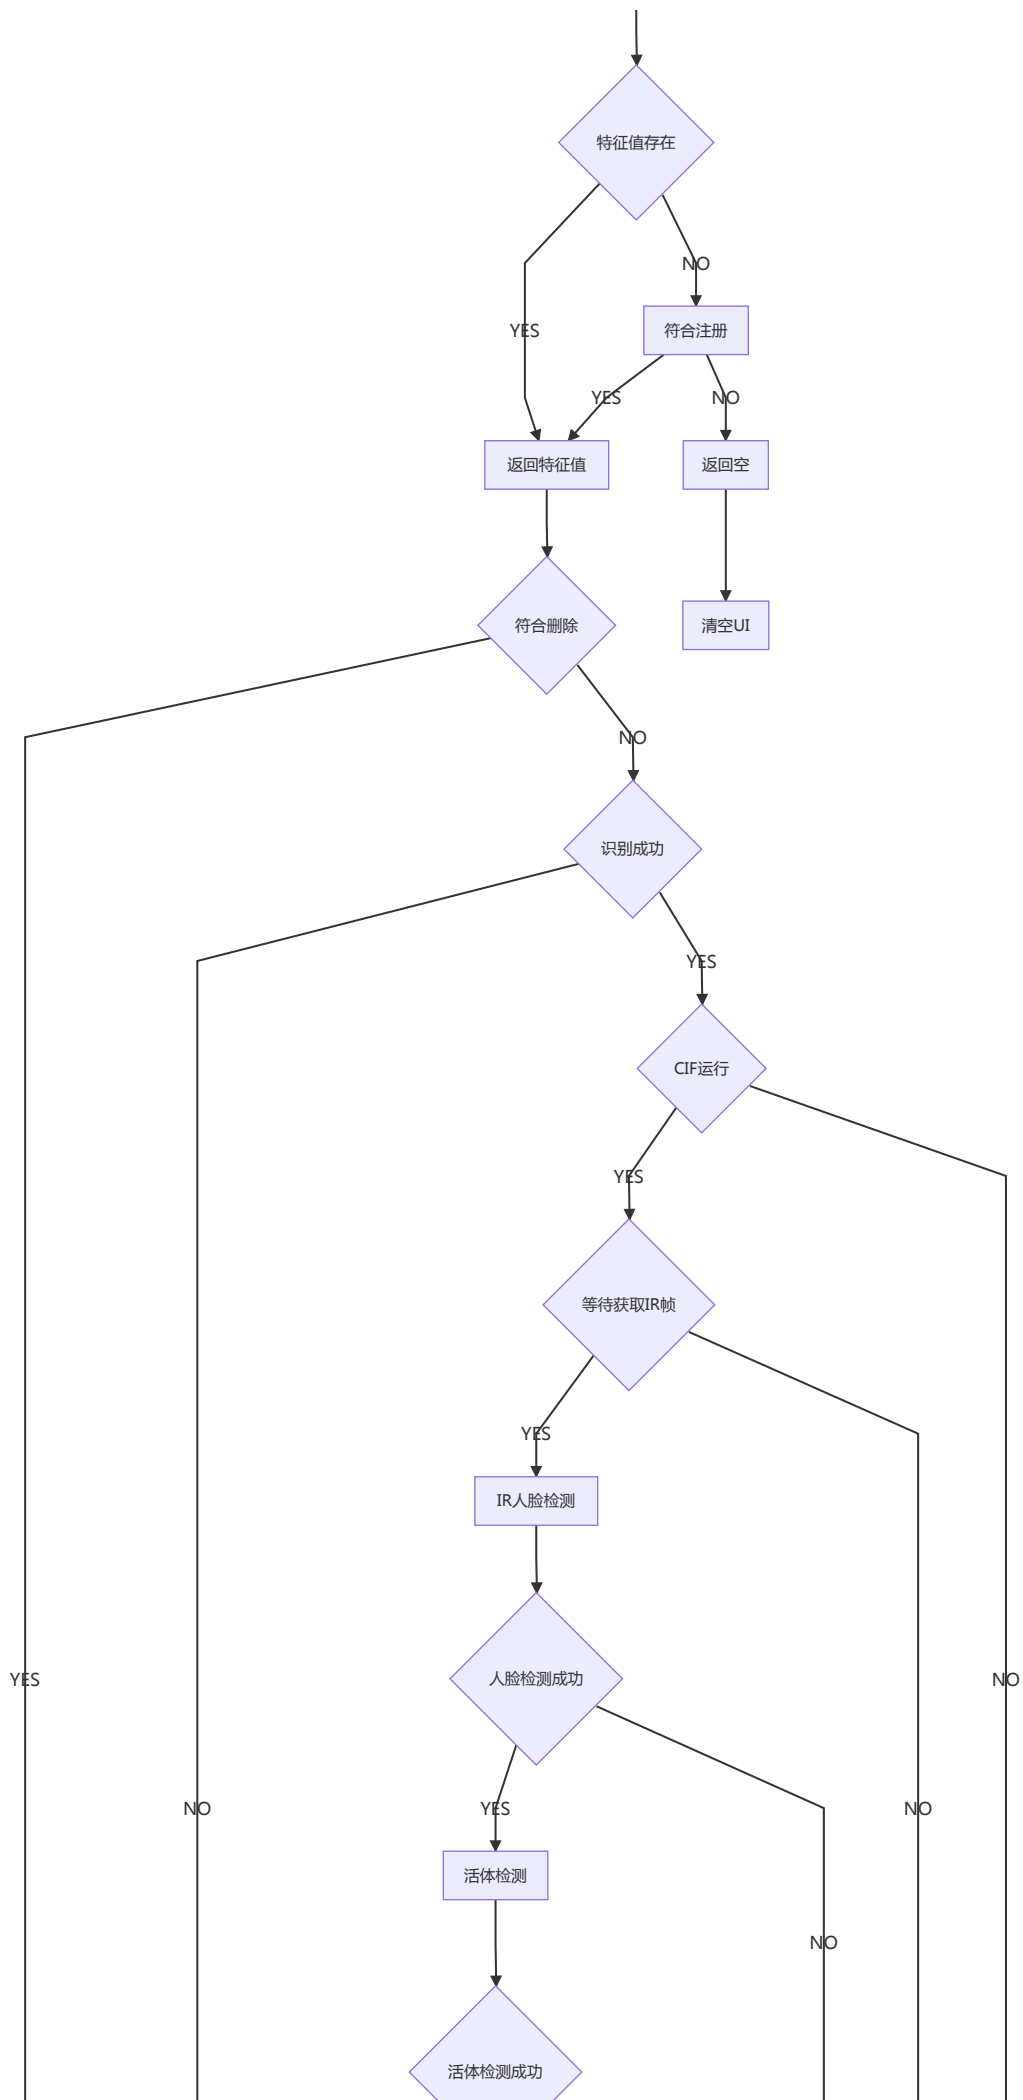 特征值存在
NO
YES
符合注册
YES
NO
返回特征值
返回空
符合删除
清空UI
NO
识别成功
YES
CIF运行
YES
等待获取IR帧
YES
IR人脸检测
YES
人脸检测成功
NO
NO
YES
NO
活体检测
NO
活体检测成功